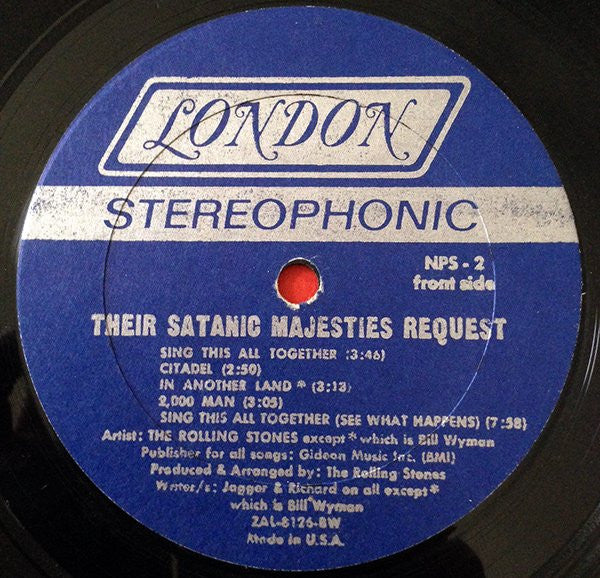 LONDON
STEREOPHONIC
NPS - 2
front side
THEIR SATANIC MAJESTIES REQUEST
SING THIS ALL TOGETHER (3:46)
CITADEL (2:50)
IN ANOTHER LAND * (3:13)
2,000 MAN (3:05)
SING THIS ALL TOGETHER (SEE WHAT HAPPENS) (7:58)
Artist: THE ROLLING STONES except * which is Bill Wyman
Publisher for all songs: Gideon Music Inc. (BMI)
Produced & Arranged by: The Rolling Stones
Writer/s: Jagger & Richard on all except *
which is Bill Wyman
ZAL-8126-BW
Made in U.S.A.